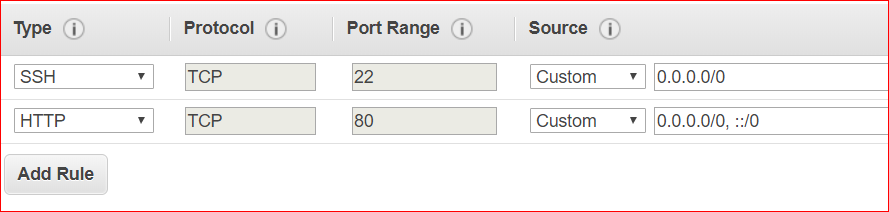 Type i Protocol i Port Range i Source i
SSH TCP 22 Custom 0.0.0.0/0
HTTP TCP 80 Custom 0.0.0.0/0, ::/0
Add Rule